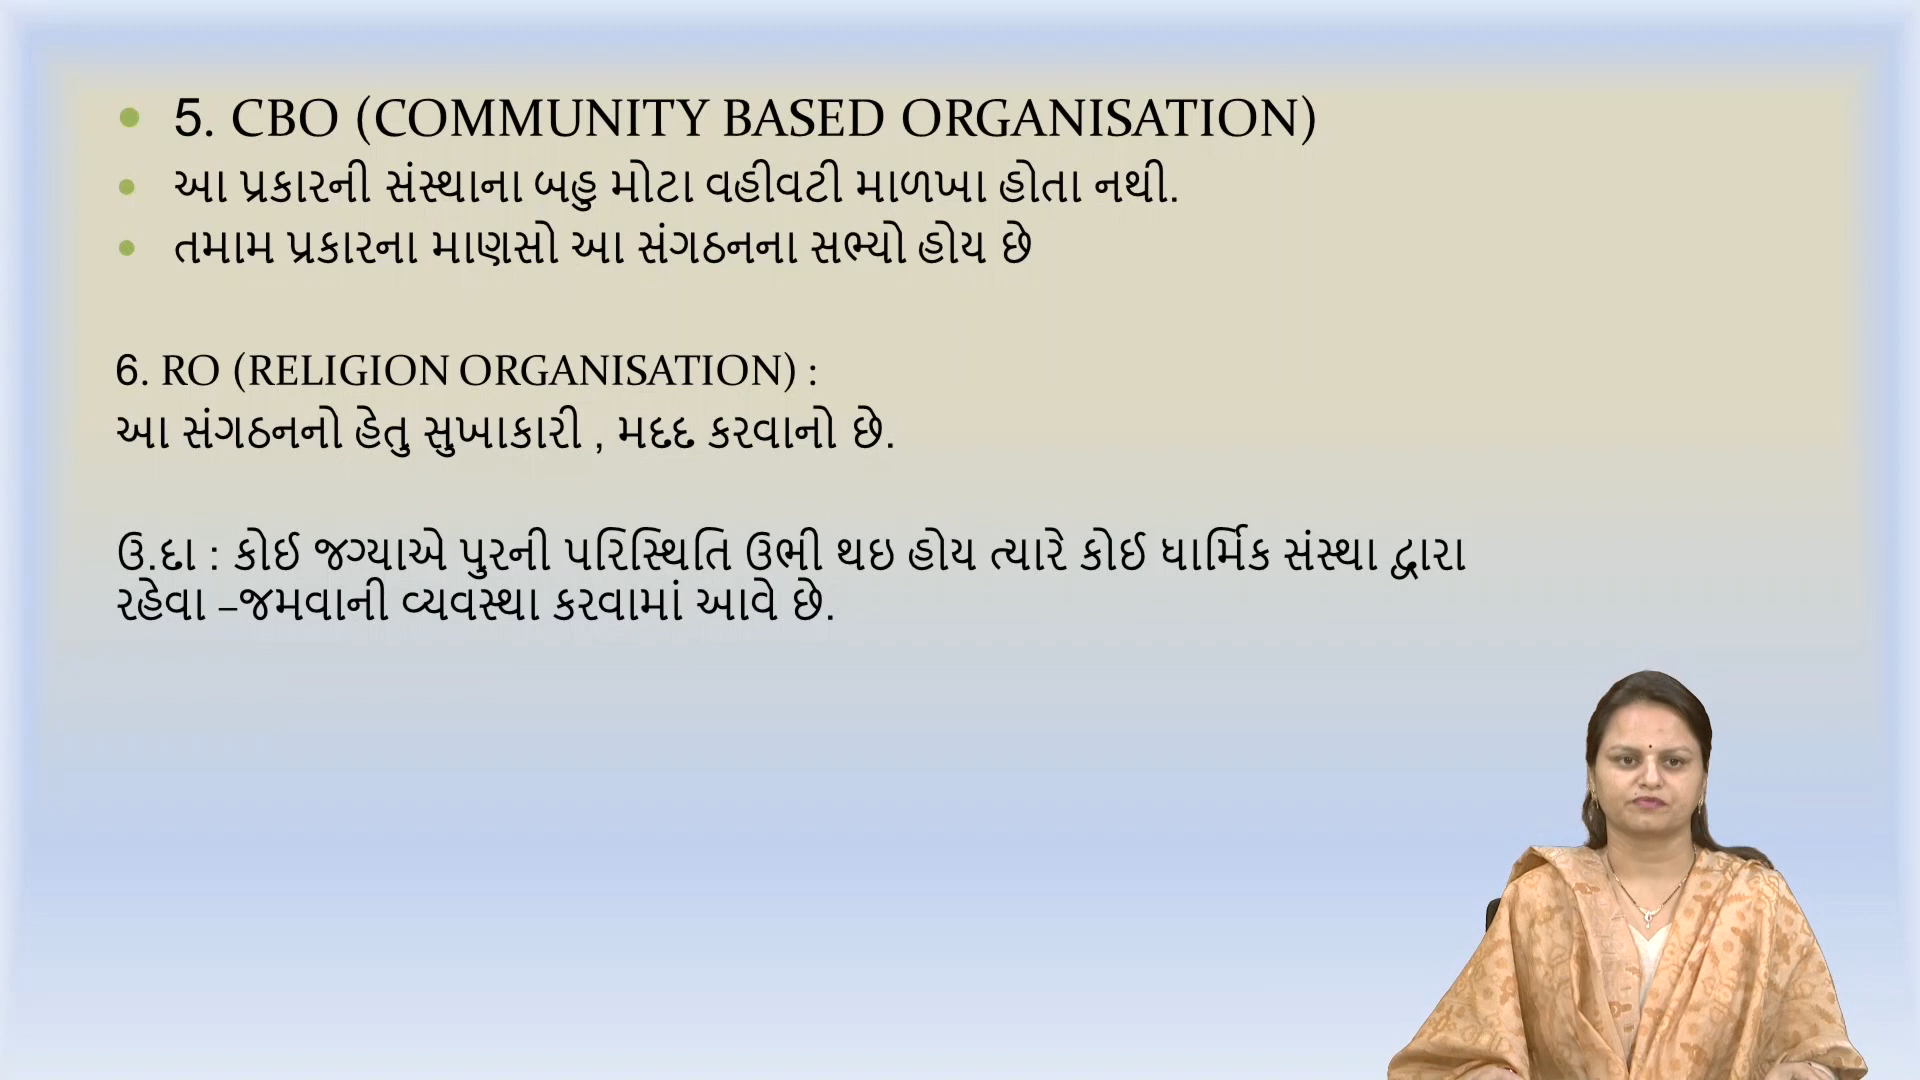 5. CBO (COMMUNITY BASED ORGANISATION)
આ પ્રકારની સંસ્થાના બહુ મોટા વહીવટી માળખા હોતા નથી.
તમામ પ્રકારના માણસો આ સંગઠનના સભ્યો હોય છે
6. RO (RELIGION ORGANISATION) :
આ સંગઠનનો હેતુ સુખાકારી , મદદ કરવાનો છે.
ઉ.દા : કોઈ જગ્યાએ પુરની પરિસ્થિતિ ઉભી થઇ હોય ત્યારે કોઈ ધાર્મિક સંસ્થા દ્વારા
રહેવા –જમવાની વ્યવસ્થા કરવામાં આવે છે.